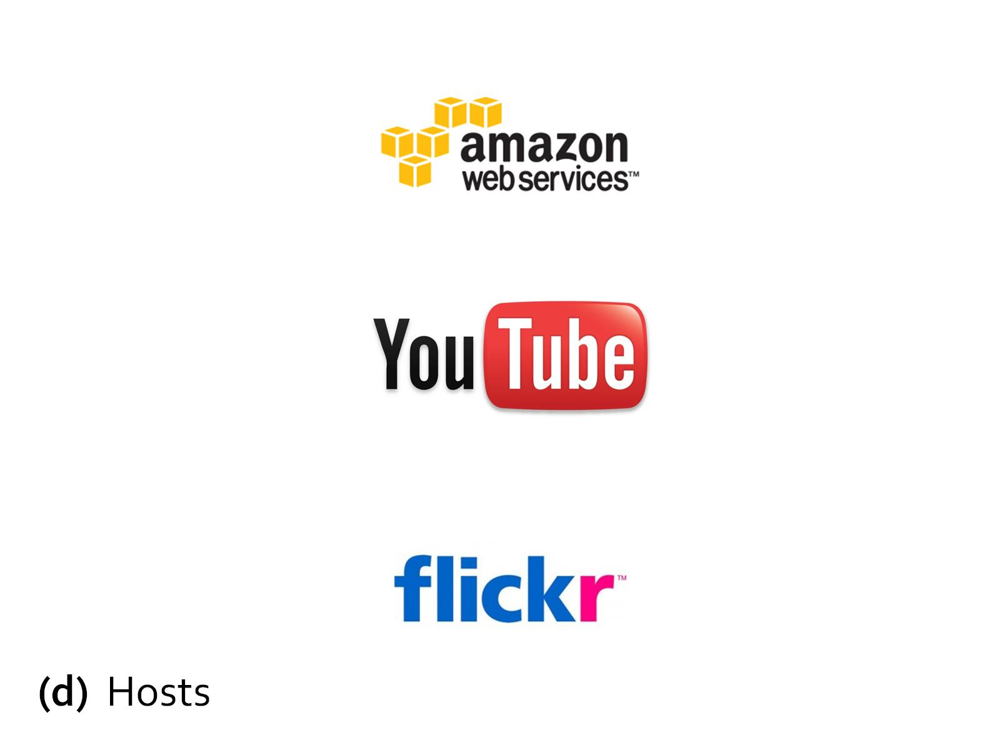 amazon
web services™
YouTube
flickr™
(d) Hosts